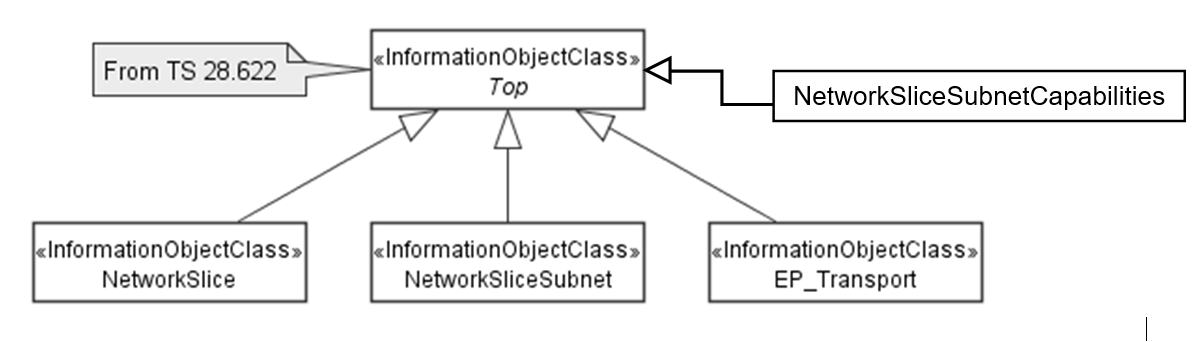 From TS 28.622
«InformationObjectClass»
Top
NetworkSliceSubnetCapabilities
«InformationObjectClass»
NetworkSlice
«InformationObjectClass»
NetworkSliceSubnet
«InformationObjectClass»
EP_Transport